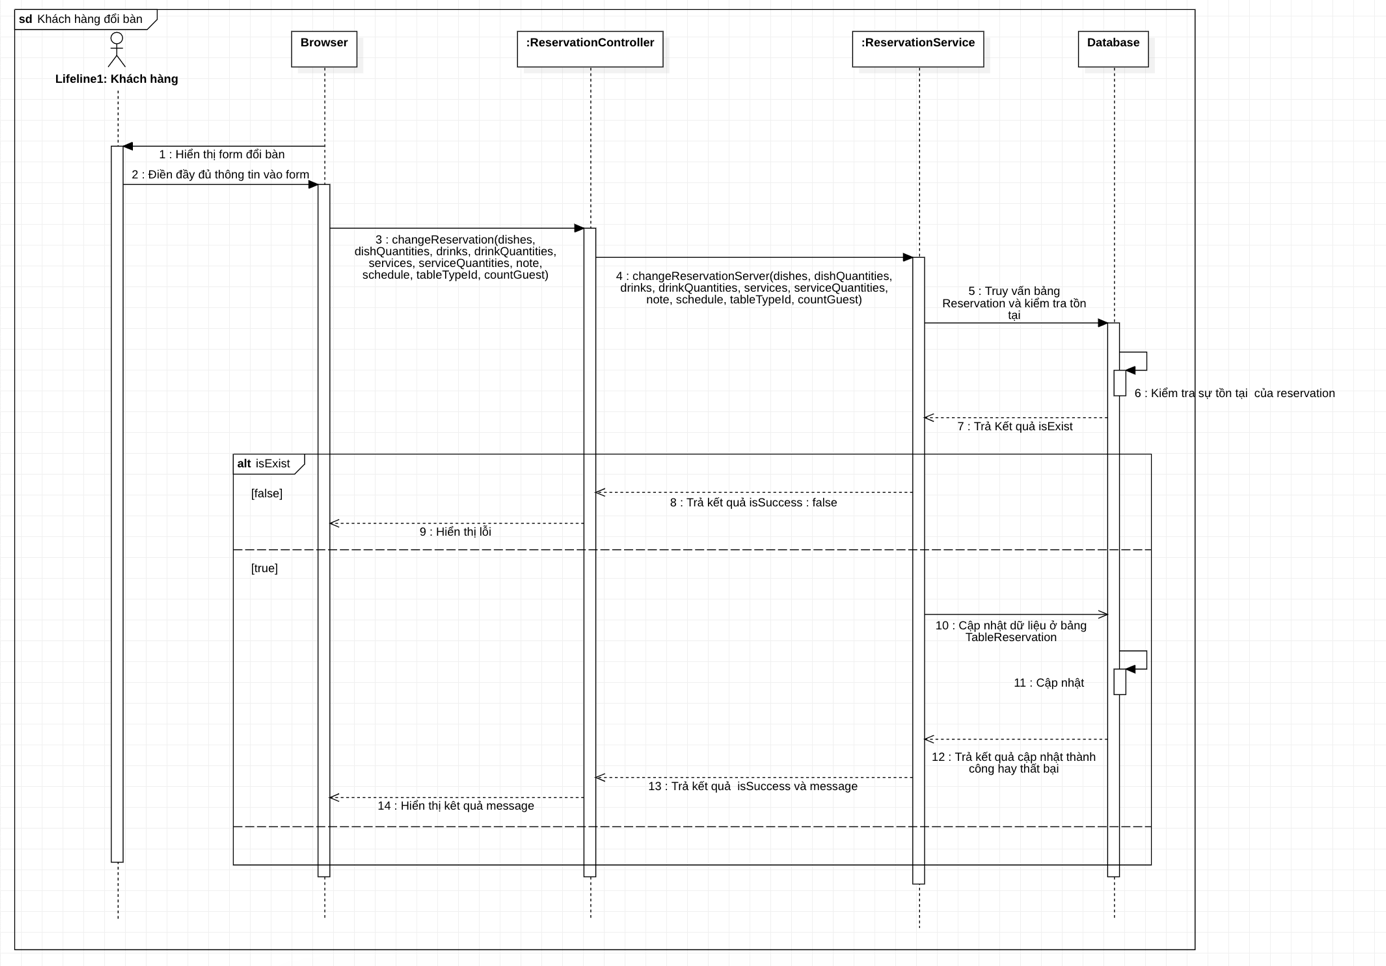 sd Khách hàng đổi bàn
Lifeline1: Khách hàng
Browser
:ReservationController
:ReservationService
Database
1 : Hiển thị form đổi bàn
2 : Điền đầy đủ thông tin vào form
3 : changeReservation(dishes,
dishQuantities, drinks, drinkQuantities,
services, serviceQuantities, note,
schedule, tableTypeId, countGuest)
4 : changeReservationServer(dishes, dishQuantities,
drinks, drinkQuantities, services, serviceQuantities,
note, schedule, tableTypeId, countGuest)
5 : Truy vấn bảng
Reservation và kiểm tra tồn
tại
6 : Kiểm tra sự tồn tại  của reservation
7 : Trả Kết quả isExist
alt isExist
[false]
8 : Trả kết quả isSuccess : false
9 : Hiển thị lỗi
[true]
10 : Cập nhật dữ liệu ở bảng
TableReservation
11 : Cập nhật
12 : Trả kết quả cập nhật thành
công hay thất bại
13 : Trả kết quả  isSuccess và message
14 : Hiển thị kêt quả message